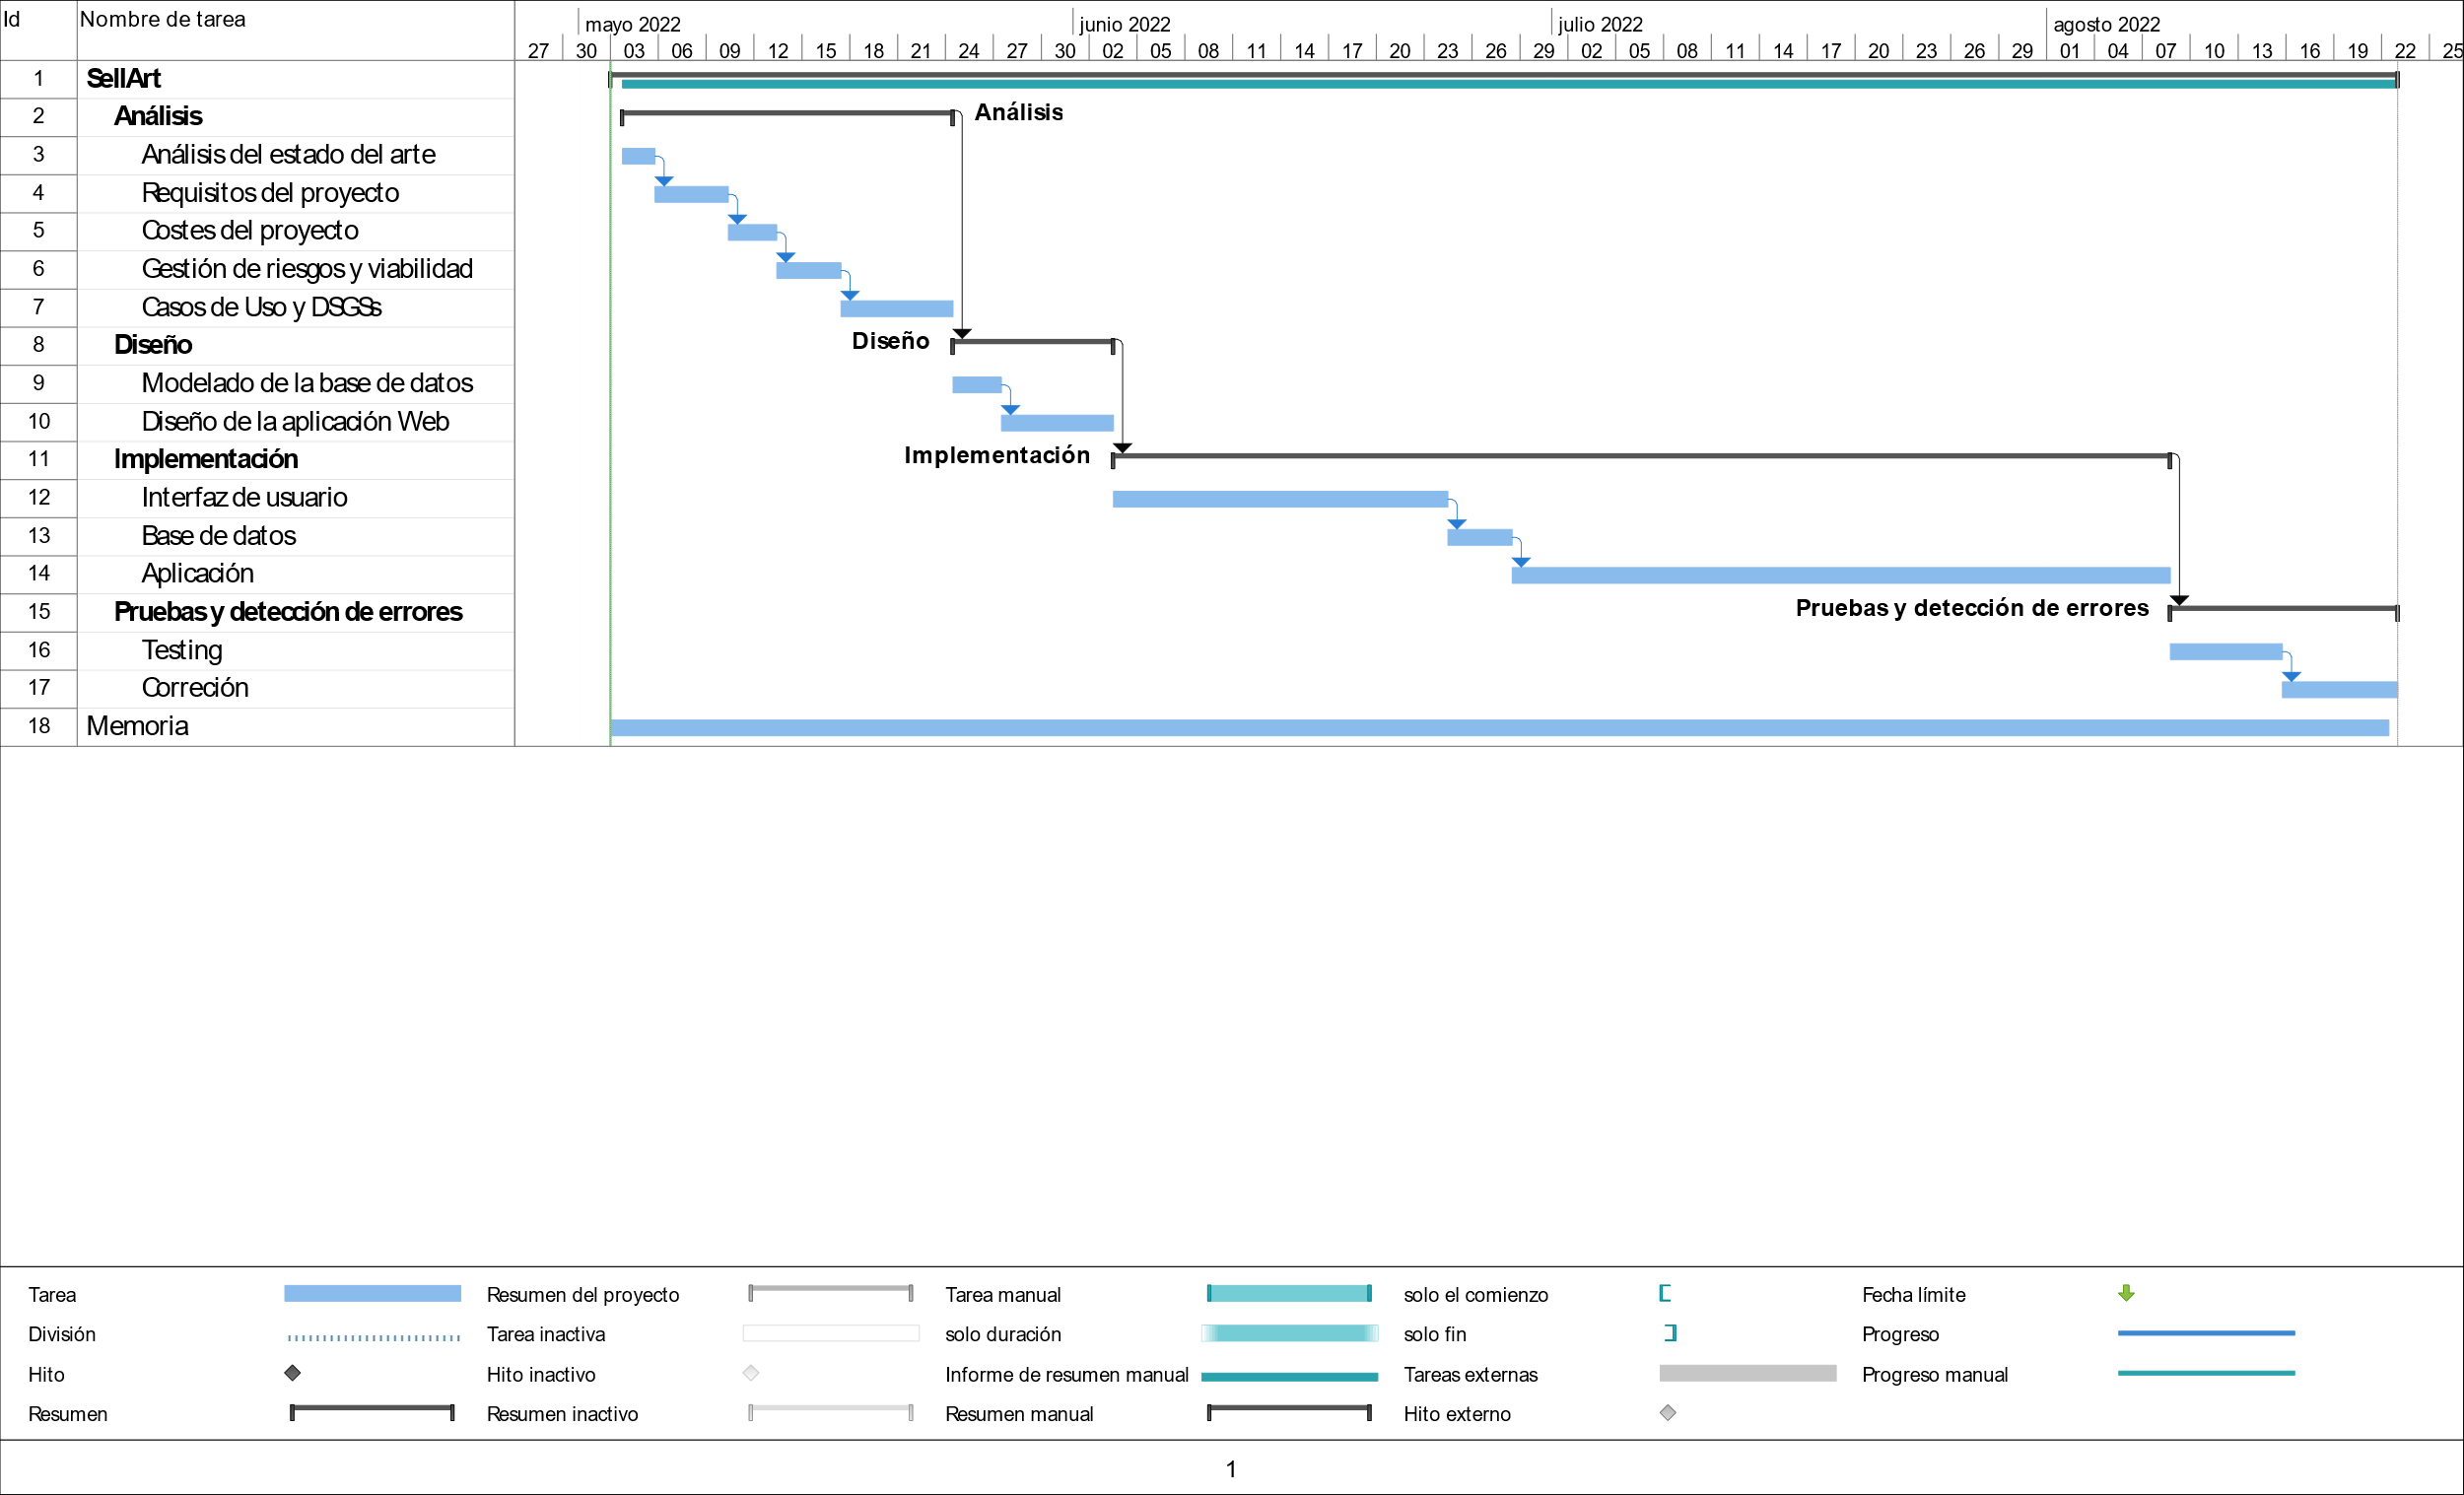 Id Nombre de tarea
mayo 2022 junio 2022 julio 2022 agosto 2022
27 30 03 06 09 12 15 18 21 24 27 30 02 05 08 11 14 17 20 23 26 29 02 05 08 11 14 17 20 23 26 29 01 04 07 10 13 16 19 22 25
1 SellArt
2 Análisis Análisis
3 Análisis del estado del arte
4 Requisitos del proyecto
5 Costes del proyecto
6 Gestión de riesgos y viabilidad
7 Casos de Uso y DSGSs
8 Diseño Diseño
9 Modelado de la base de datos
10 Diseño de la aplicación Web
11 Implementación Implementación
12 Interfaz de usuario
13 Base de datos
14 Aplicación
15 Pruebas y detección de errores Pruebas y detección de errores
16 Testing
17 Correción
18 Memoria
Tarea Resumen del proyecto Tarea manual solo el comienzo Fecha límite
División Tarea inactiva solo duración solo fin Progreso
Hito Hito inactivo Informe de resumen manual Tareas externas Progreso manual
Resumen Resumen inactivo Resumen manual Hito externo
1